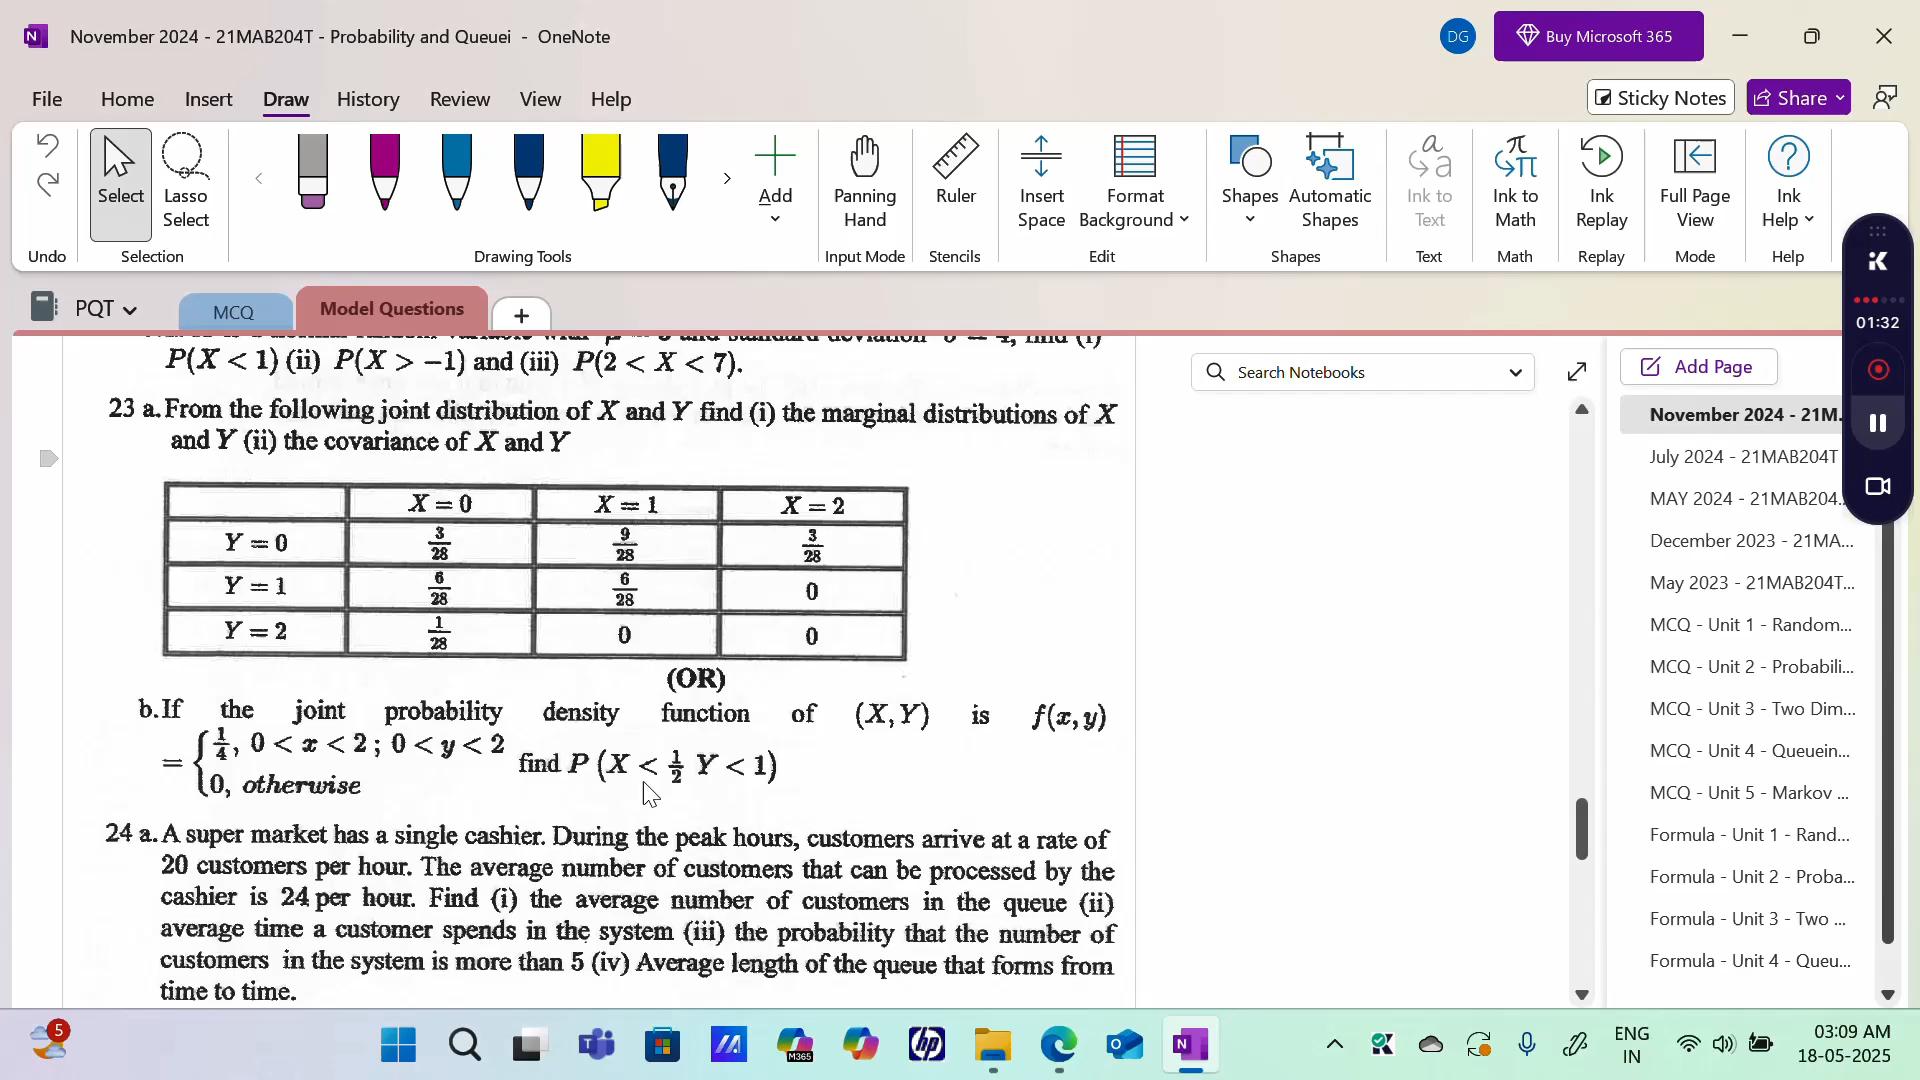 November 2024 - 21MAB204T - Probability and Queuei - OneNote
DG
Buy Microsoft 365
File Home Insert Draw History Review View Help
Sticky Notes
Share
Select
Lasso Select
Add
Panning Hand
Ruler
Insert Space
Format Background
Shapes
Automatic Shapes
Ink to Text
Ink to Math
Ink Replay
Full Page View
Ink Help
Undo Selection Drawing Tools Input Mode Stencils Edit Shapes Text Math Replay Mode Help
01:32
PQT MCQ Model Questions +
Search Notebooks
Add Page
P(X < 1) (ii) P(X > −1) and (iii) P(2 < X < 7).
23 a. From the following joint distribution of X and Y find (i) the marginal distributions of X
and Y (ii) the covariance of X and Y
X = 0 X = 1 X = 2
Y = 0 3/28 9/28 3/28
Y = 1 6/28 6/28 0
Y = 2 1/28 0 0
(OR)
b. If the joint probability density function of (X, Y) is f(x, y)
= { 1/4, 0 < x < 2 ; 0 < y < 2
0, otherwise
find P (X < 1/2 Y < 1)
24 a. A super market has a single cashier. During the peak hours, customers arrive at a rate of
20 customers per hour. The average number of customers that can be processed by the
cashier is 24 per hour. Find (i) the average number of customers in the queue (ii)
average time a customer spends in the system (iii) the probability that the number of
customers in the system is more than 5 (iv) Average length of the queue that forms from
time to time.
November 2024 - 21M...
July 2024 - 21MAB204T
MAY 2024 - 21MAB204...
December 2023 - 21MA...
May 2023 - 21MAB204T...
MCQ - Unit 1 - Random...
MCQ - Unit 2 - Probabili...
MCQ - Unit 3 - Two Dim...
MCQ - Unit 4 - Queuein...
MCQ - Unit 5 - Markov ...
Formula - Unit 1 - Rand...
Formula - Unit 2 - Proba...
Formula - Unit 3 - Two ...
Formula - Unit 4 - Queu...
5
M365
hp
ENG
IN
03:09 AM
18-05-2025